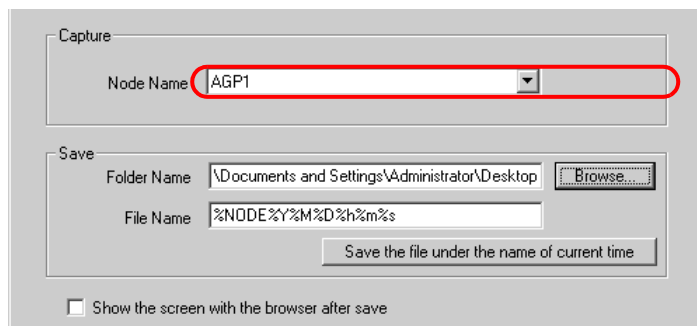 Capture
Node Name AGP1
Save
Folder Name \Documents and Settings\Administrator\Desktop Browse...
File Name %NODE%Y%M%D%h%m%s
Save the file under the name of current time
Show the screen with the browser after save